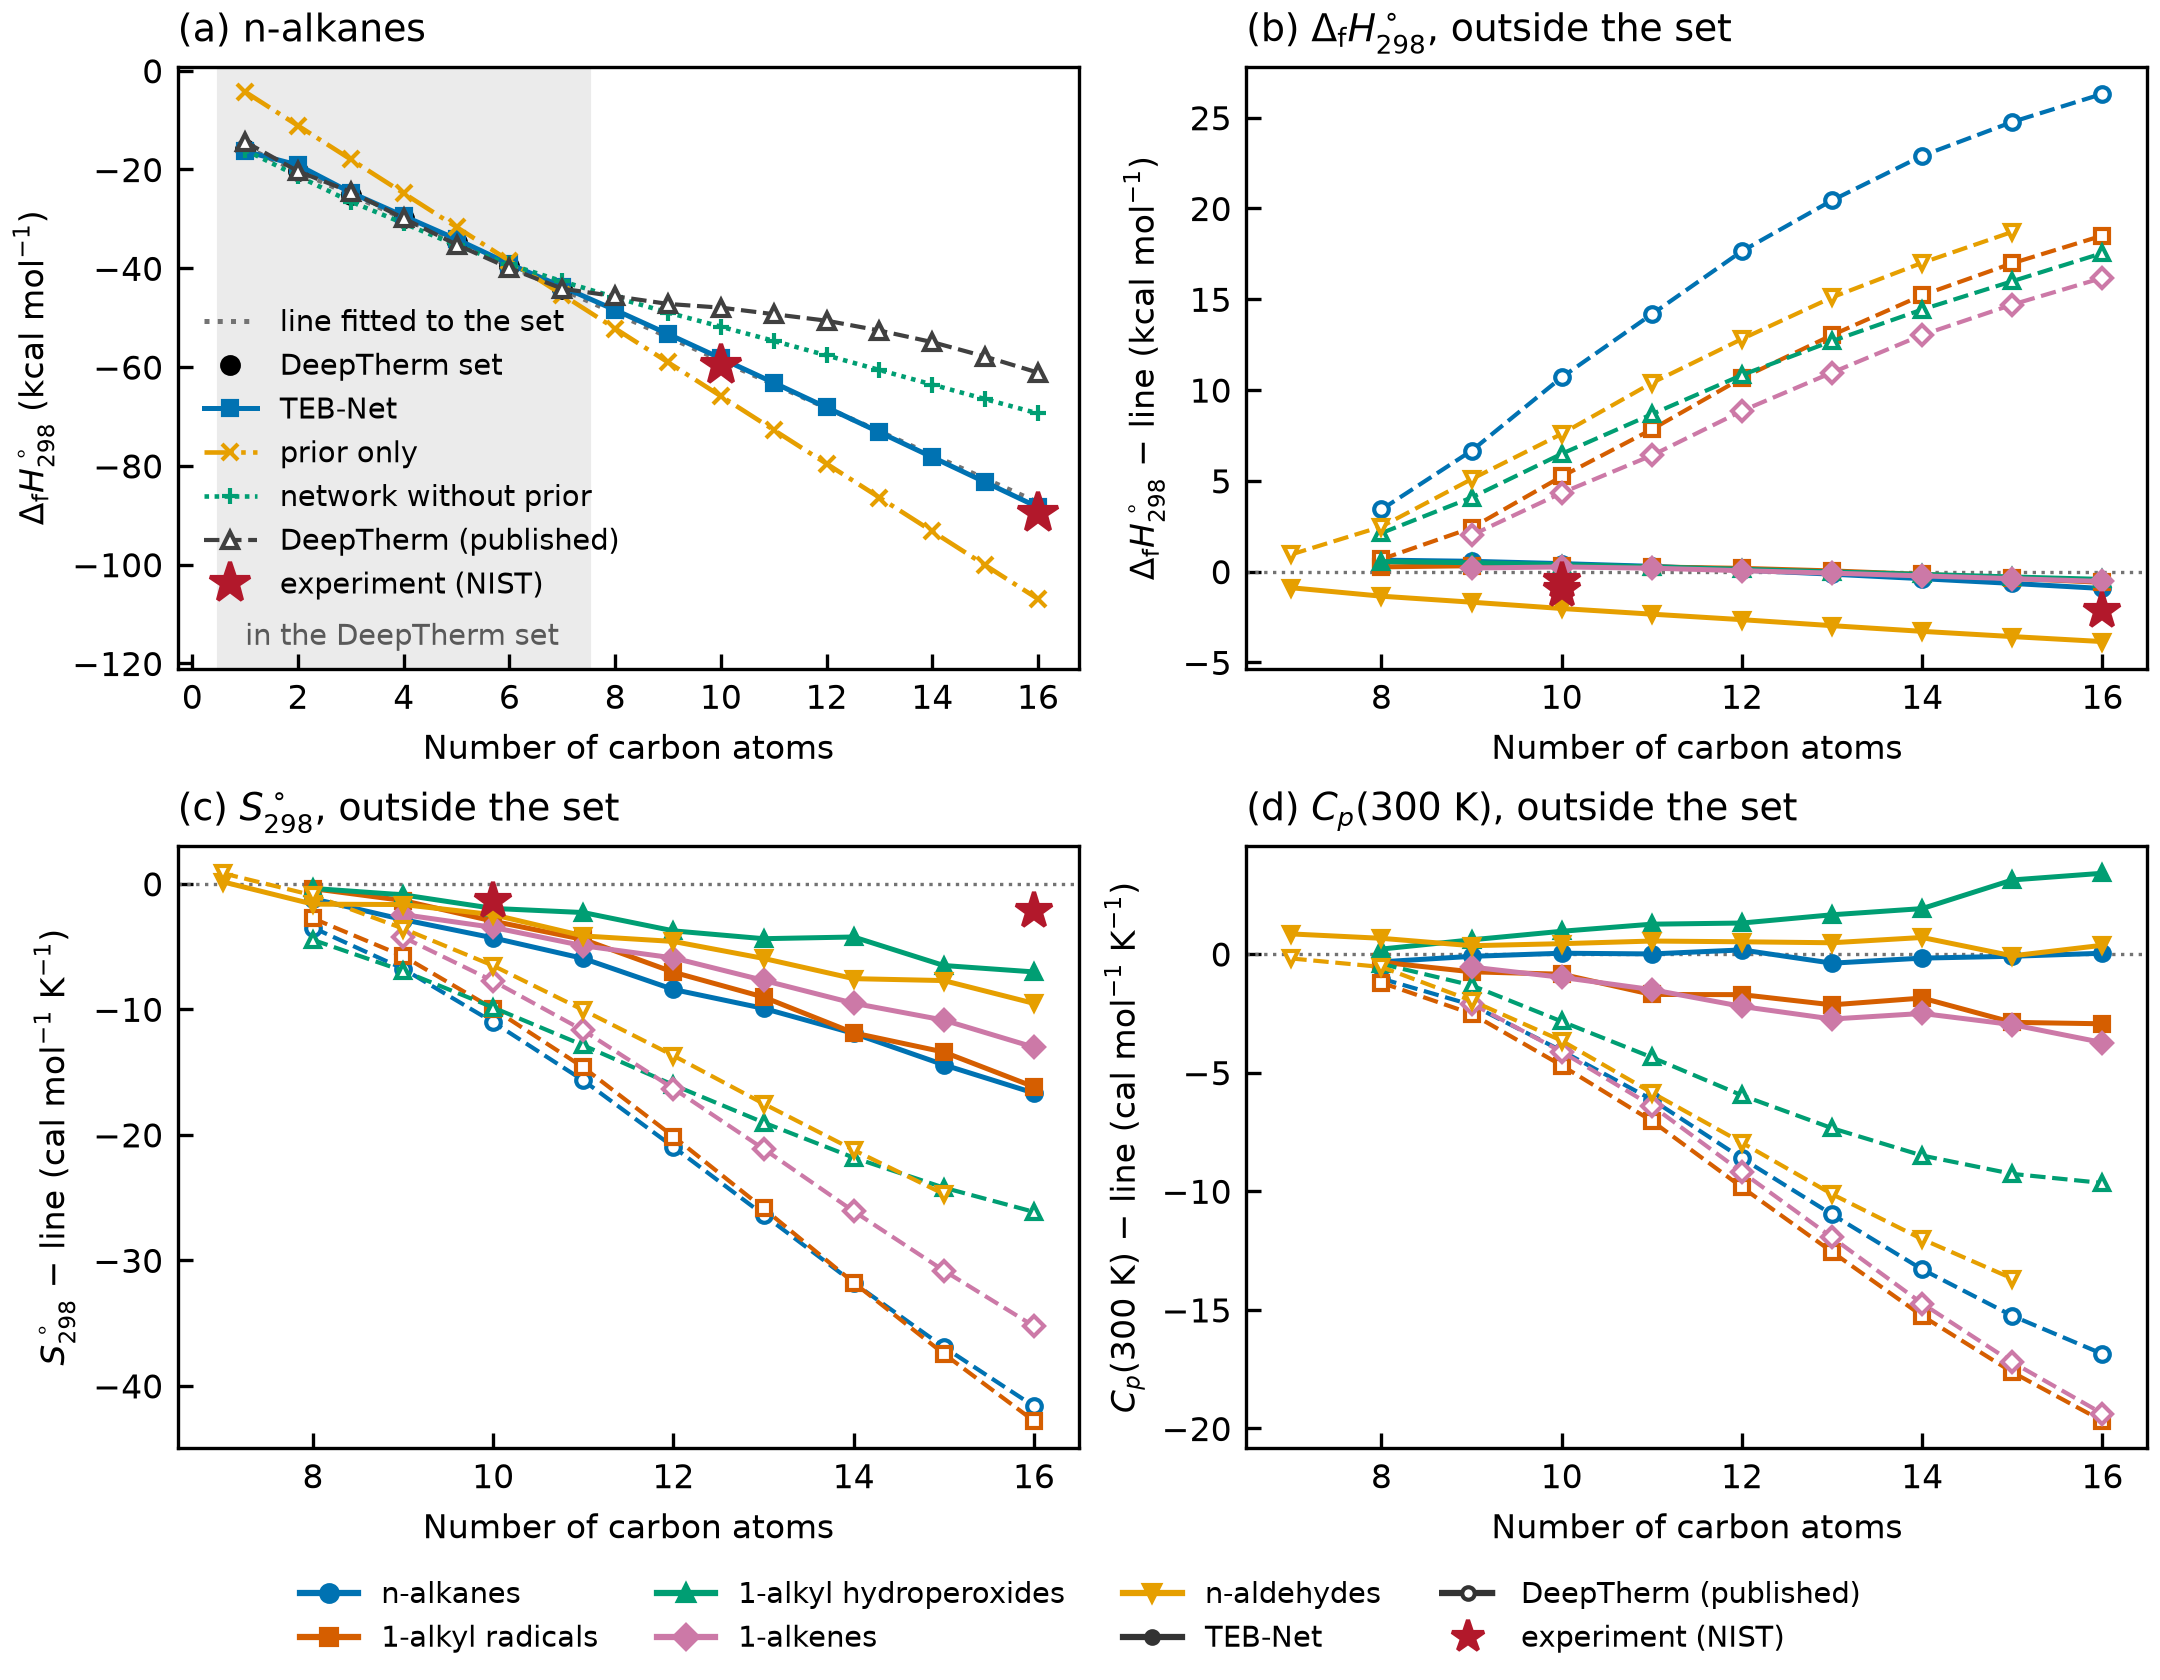 (a) n-alkanes
0
−20
−40
−60
−80
−100
−120
ΔfH°298 (kcal mol−1)
line fitted to the set
DeepTherm set
TEB-Net
prior only
network without prior
DeepTherm (published)
experiment (NIST)
in the DeepTherm set
0 2 4 6 8 10 12 14 16
Number of carbon atoms
(b) ΔfH°298, outside the set
25
20
15
10
5
0
−5
ΔfH°298 − line (kcal mol−1)
8 10 12 14 16
Number of carbon atoms
(c) S°298, outside the set
0
−10
−20
−30
−40
S°298 − line (cal mol−1 K−1)
8 10 12 14 16
Number of carbon atoms
(d) Cp(300 K), outside the set
0
−5
−10
−15
−20
Cp(300 K) − line (cal mol−1 K−1)
8 10 12 14 16
Number of carbon atoms
n-alkanes
1-alkyl radicals
1-alkyl hydroperoxides
1-alkenes
n-aldehydes
TEB-Net
DeepTherm (published)
experiment (NIST)